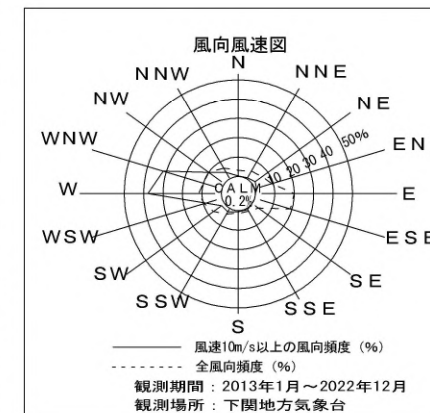 風向風速図
N
NNW NNE
NW NE
WNW EN
10 20 30 40 50%
W CALM E
0.2%
WSW ESE
SW SE
SSW SSE
S
風速10m/s以上の風向頻度（%）
全風向頻度（%）
観測期間：2013年1月～2022年12月
観測場所：下関地方気象台